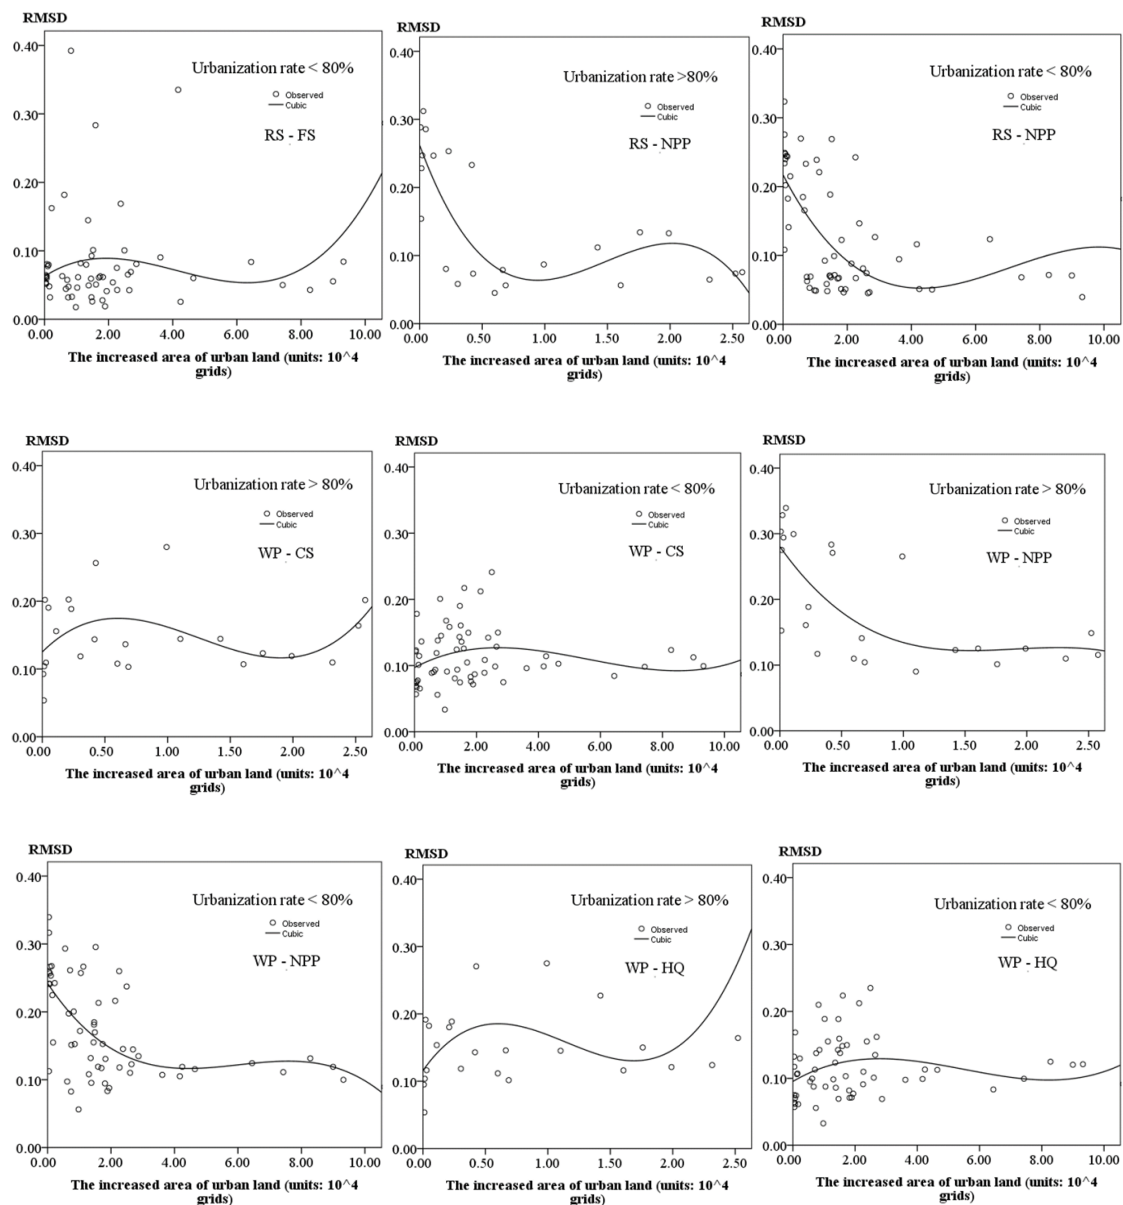 RMSD
0.40
0.30
0.20
0.10
0.00
0.00 2.00 4.00 6.00 8.00 10.00
Urbanization rate < 80%
Observed
Cubic
RS - FS
The increased area of urban land (units: 10^4
grids)
RMSD
0.40
0.30
0.20
0.10
0.00
0.00 0.50 1.00 1.50 2.00 2.50
Urbanization rate >80%
Observed
Cubic
RS - NPP
The increased area of urban land (units: 10^4
grids)
RMSD
0.40
0.30
0.20
0.10
0.00
0.00 2.00 4.00 6.00 8.00 10.00
Urbanization rate < 80%
Observed
Cubic
RS - NPP
The increased area of urban land (units: 10^4
grids)
RMSD
0.40
0.30
0.20
0.10
0.00
0.00 0.50 1.00 1.50 2.00 2.50
Urbanization rate > 80%
Observed
Cubic
WP - CS
The increased area of urban land (units: 10^4
grids)
RMSD
0.40
0.30
0.20
0.10
0.00
0.00 2.00 4.00 6.00 8.00 10.00
Urbanization rate < 80%
Observed
Cubic
WP - CS
The increased area of urban land (units: 10^4
grids)
RMSD
0.40
0.30
0.20
0.10
0.00
0.00 0.50 1.00 1.50 2.00 2.50
Urbanization rate > 80%
Observed
Cubic
WP - NPP
The increased area of urban land (units: 10^4
grids)
RMSD
0.40
0.30
0.20
0.10
0.00
0.00 2.00 4.00 6.00 8.00 10.00
Urbanization rate < 80%
Observed
Cubic
WP - NPP
The increased area of urban land (units: 10^4
grids)
RMSD
0.40
0.30
0.20
0.10
0.00
0.00 0.50 1.00 1.50 2.00 2.50
Urbanization rate > 80%
Observed
Cubic
WP - HQ
The increased area of urban land (units: 10^4
grids)
RMSD
0.40
0.30
0.20
0.10
0.00
0.00 2.00 4.00 6.00 8.00 10.00
Urbanization rate < 80%
Observed
Cubic
WP - HQ
The increased area of urban land (units: 10^4
grids)